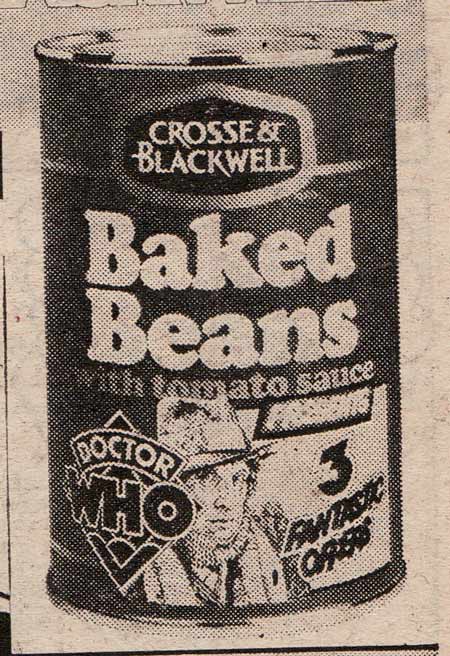 CROSSE &
BLACKWELL
Baked
Beans
with tomato sauce
DOCTOR
WHO
3
FANTASTIC
OFFERS